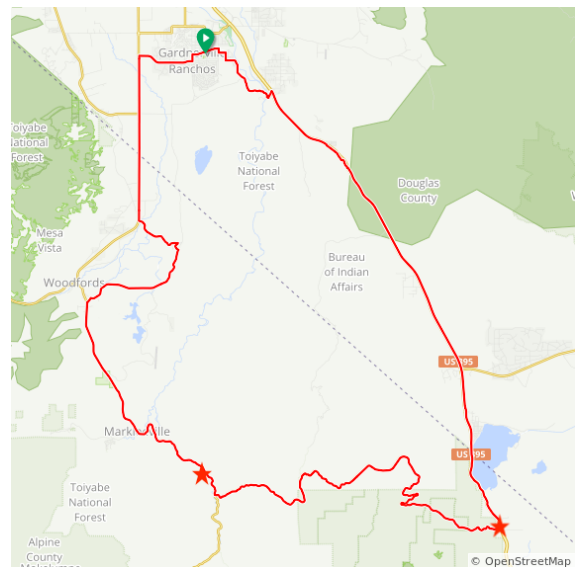 Gardnerville
Ranchos
Toiyabe
National
Forest
Toiyabe
National
Forest
Douglas
County
Mesa
Vista
Bureau
of Indian
Affairs
Woodfords
US 395
Markleeville
US 395
Toiyabe
National
Forest
Alpine
County
© OpenStreetMap